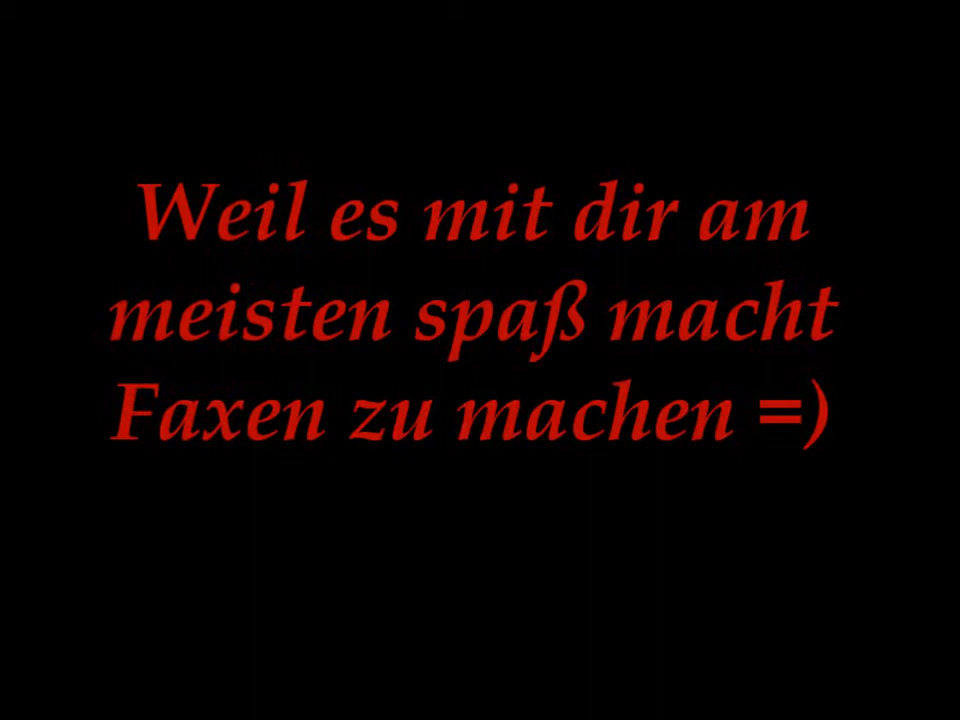 Weil es mit dir am
meisten spaß macht
Faxen zu machen =)